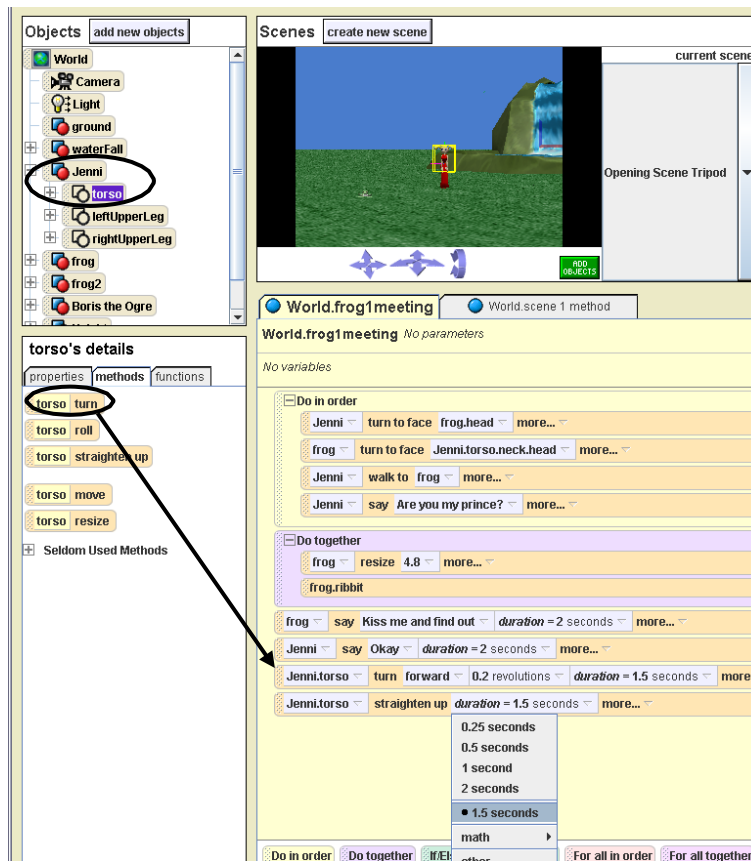 Objects add new objects
World
Camera
Light
ground
waterFall
Jenni
torso
leftUpperLeg
rightUpperLeg
frog
frog2
Boris the Ogre
torso's details
properties methods functions
torso turn
torso roll
torso straighten up
torso move
torso resize
Seldom Used Methods
Scenes create new scene
current scene
Opening Scene Tripod
ADD
OBJECTS
World.frog1meeting World.scene 1 method
World.frog1meeting No parameters
No variables
Do in order
Jenni turn to face frog.head more...
frog turn to face Jenni.torso.neck.head more...
Jenni walk to frog more...
Jenni say Are you my prince? more...
Do together
frog resize 4.8 more...
frog.ribbit
frog say Kiss me and find out duration = 2 seconds more...
Jenni say Okay duration = 2 seconds more...
Jenni.torso turn forward 0.2 revolutions duration = 1.5 seconds more
Jenni.torso straighten up duration = 1.5 seconds more...
0.25 seconds
0.5 seconds
1 second
2 seconds
1.5 seconds
math
other
Do in order Do together If/El For all in order For all together